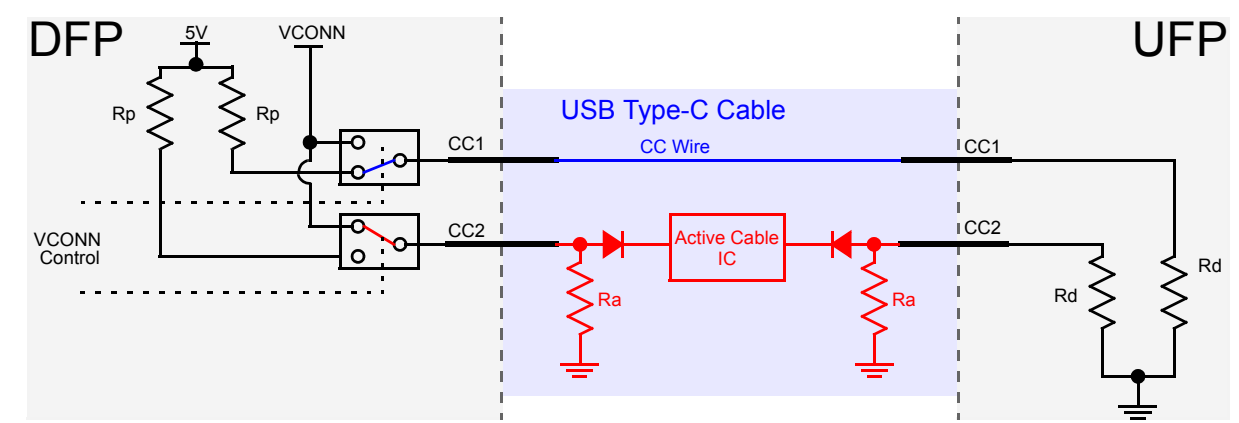 DFP
UFP
5V
VCONN
USB Type-C Cable
Rp
Rp
CC1
CC Wire
CC1
VCONN
Control
CC2
Active Cable
IC
CC2
Ra
Ra
Rd
Rd